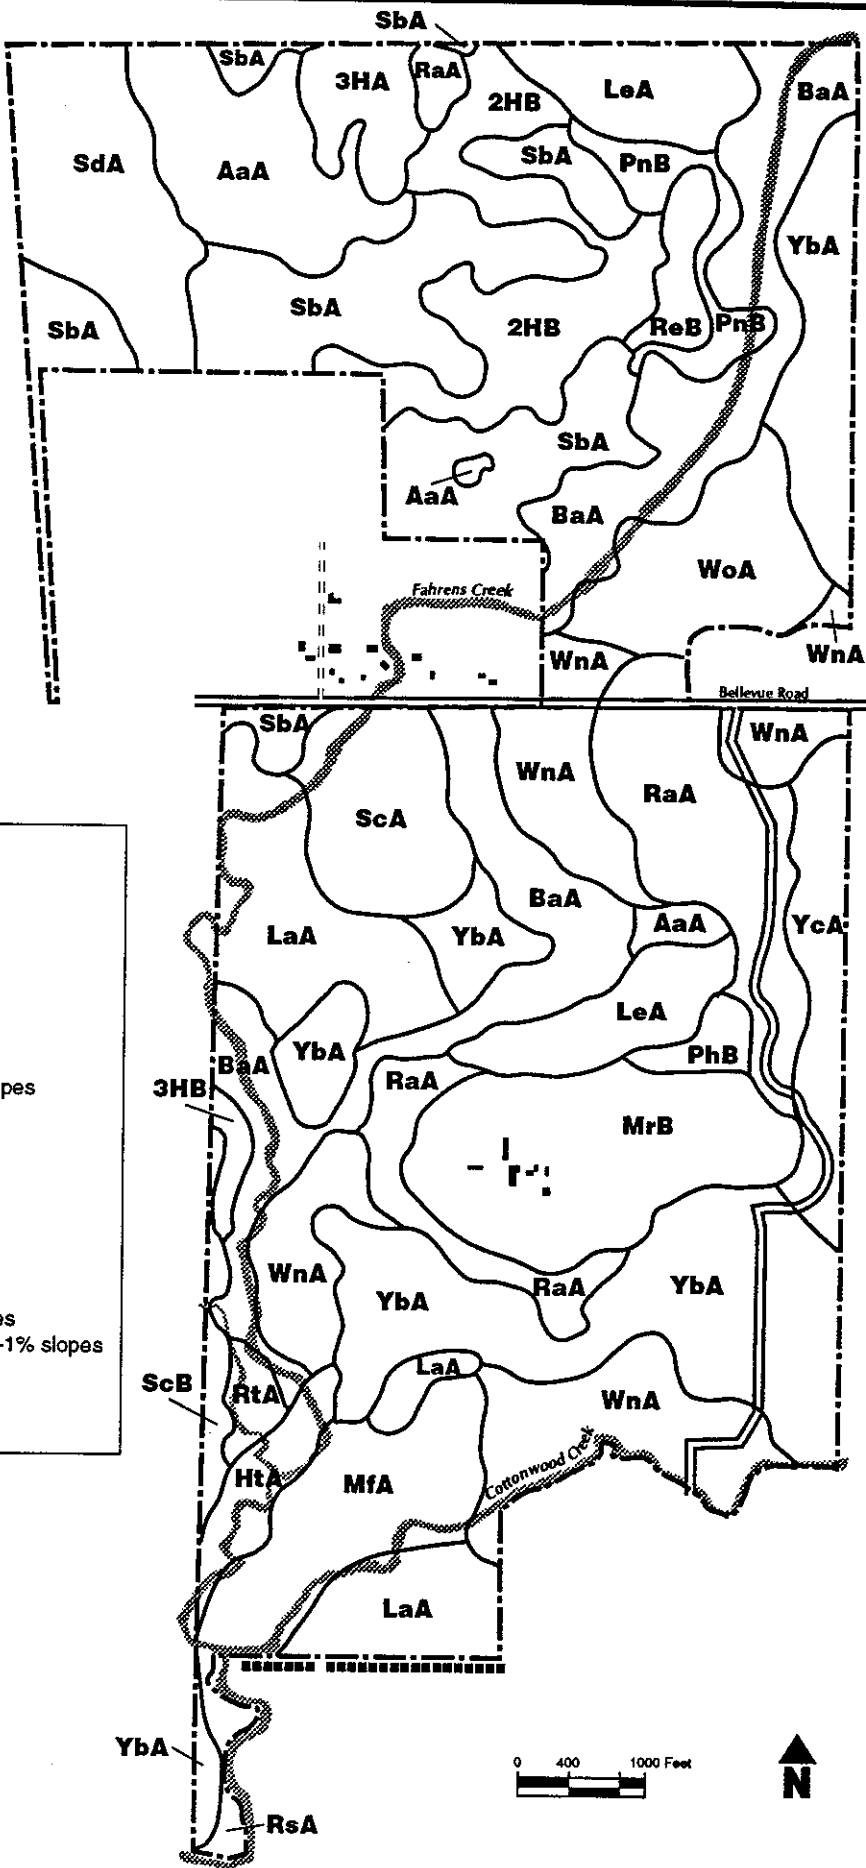 SbA
SbA
3HA
RaA
2HB
LeA
BaA
SdA
AaA
SbA
PnB
YbA
SbA
SbA
2HB
ReB
PnB
SbA
AaA
BaA
WoA
Fahrens Creek
WnA
WnA
Bellevue Road
SbA
WnA
WnA
RaA
ScA
BaA
AaA
YcA
LaA
YbA
LeA
BaA
YbA
PhB
RaA
3HB
pes
MrB
WnA
YbA
RaA
YbA
es
-1% slopes
LaA
ScB
RtA
WnA
HtA
MfA
Cottonwood Creek
LaA
YbA
0 400 1000 Feet
N
RsA